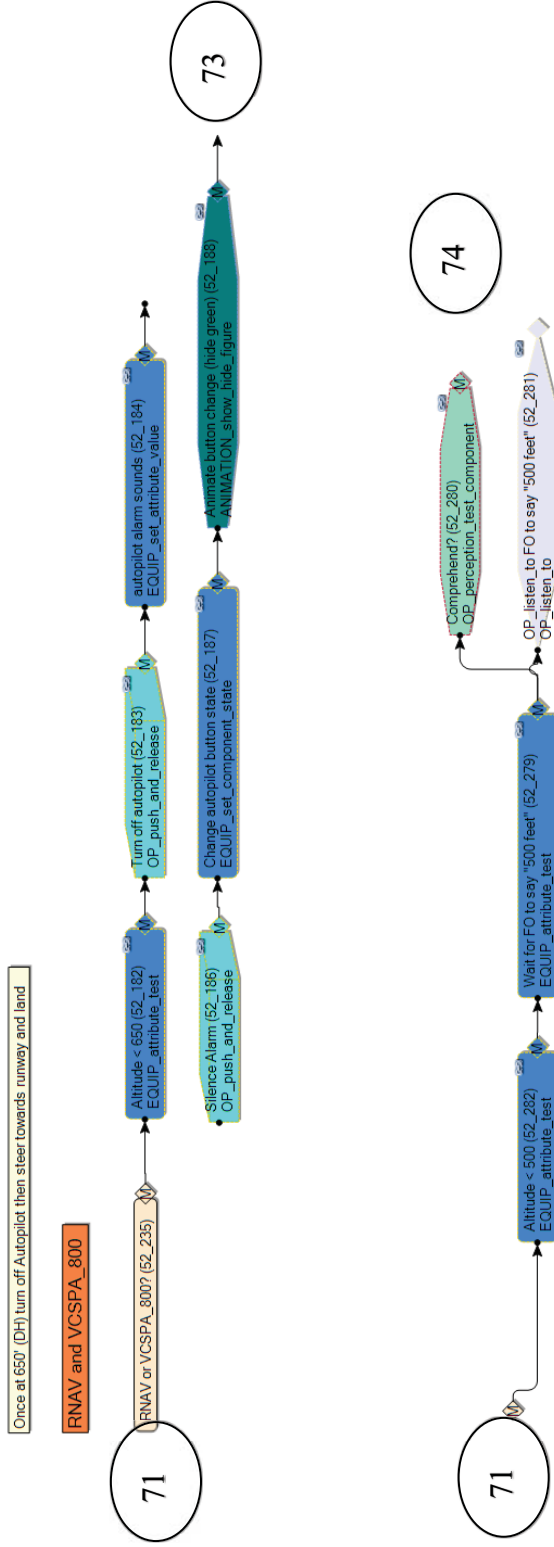 Once at 650' (DH) turn off Autopilot then steer towards runway and land
RNAV and VCSPA_800
71
RNAV or VCSPA_800? (52_235)
M
Altitude < 650 (52_182)
EQUIP_attribute_test
M
Turn off autopilot (52_183)
OP_push_and_release
M
autopilot alarm sounds (52_184)
EQUIP_set_attribute_value
M
Silence Alarm (52_186)
OP_push_and_release
M
Change autopilot button state (52_187)
EQUIP_set_component_state
M
Animate button change (hide green) (52_188)
ANIMATION_show_hide_figure
M
73
71
M
Altitude < 500 (52_282)
EQUIP_attribute_test
M
Wait for FO to say "500 feet" (52_279)
EQUIP_attribute_test
M
Comprehend? (52_280)
OP_perception_test_component
M
74
OP_listen_to FO to say "500 feet" (52_281)
OP_listen_to